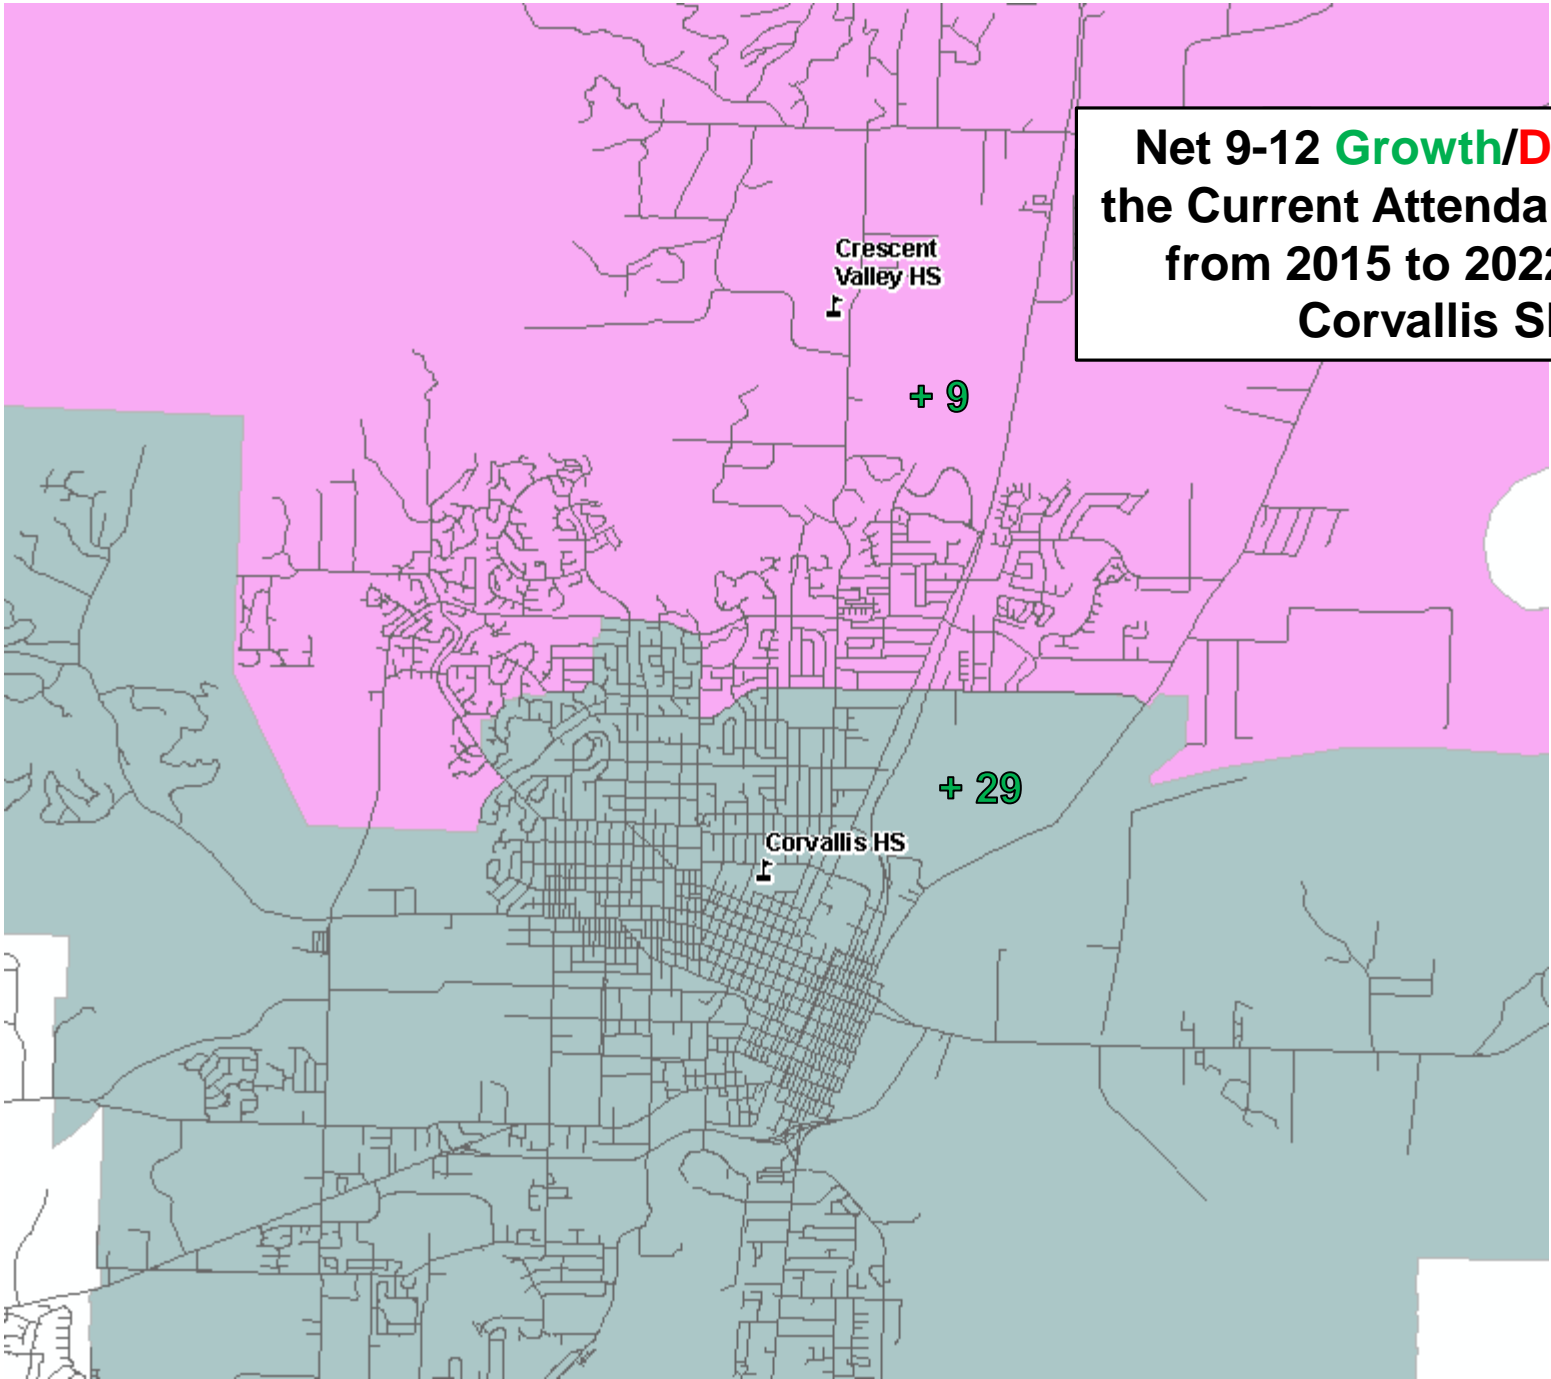 Net 9-12 Growth/D
the Current Attenda
from 2015 to 202
Corvallis S
Crescent
Valley HS
+ 9
+ 29
Corvallis HS